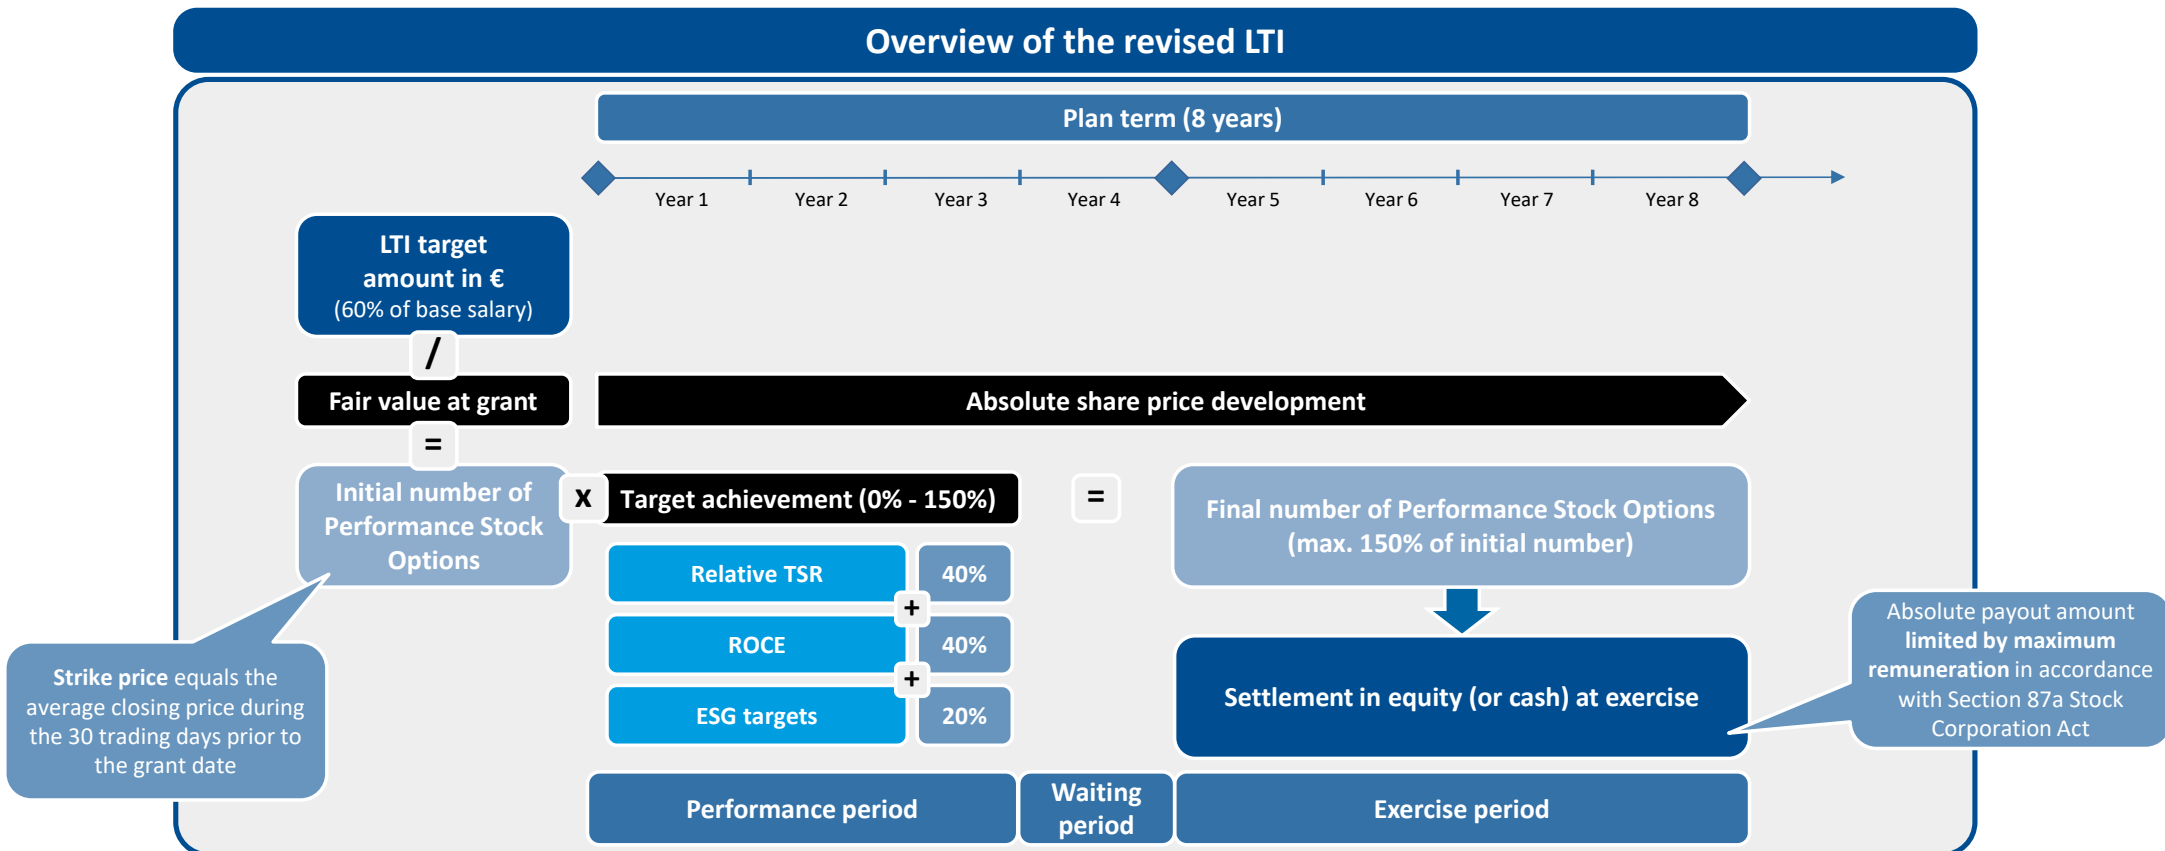 Overview of the revised LTI
Plan term (8 years)
Year 1
Year 2
Year 3
Year 4
Year 5
Year 6
Year 7
Year 8
LTI target
amount in €
(60% of base salary)
/
Fair value at grant
Absolute share price development
=
Initial number of
Performance Stock
Options
x
Target achievement (0% - 150%)
=
Final number of Performance Stock Options
(max. 150% of initial number)
Relative TSR
40%
+
ROCE
40%
+
ESG targets
20%
Settlement in equity (or cash) at exercise
Strike price equals the
average closing price during
the 30 trading days prior to
the grant date
Absolute payout amount
limited by maximum
remuneration in accordance
with Section 87a Stock
Corporation Act
Performance period
Waiting
period
Exercise period